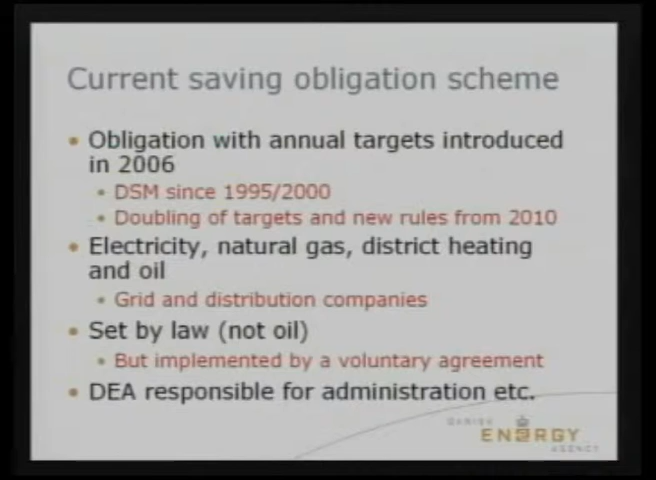 Current saving obligation scheme
• Obligation with annual targets introduced
in 2006
• DSM since 1995/2000
• Doubling of targets and new rules from 2010
• Electricity, natural gas, district heating
and oil
• Grid and distribution companies
• Set by law (not oil)
• But implemented by a voluntary agreement
• DEA responsible for administration etc.
DANISH
ENERGY
AGENCY